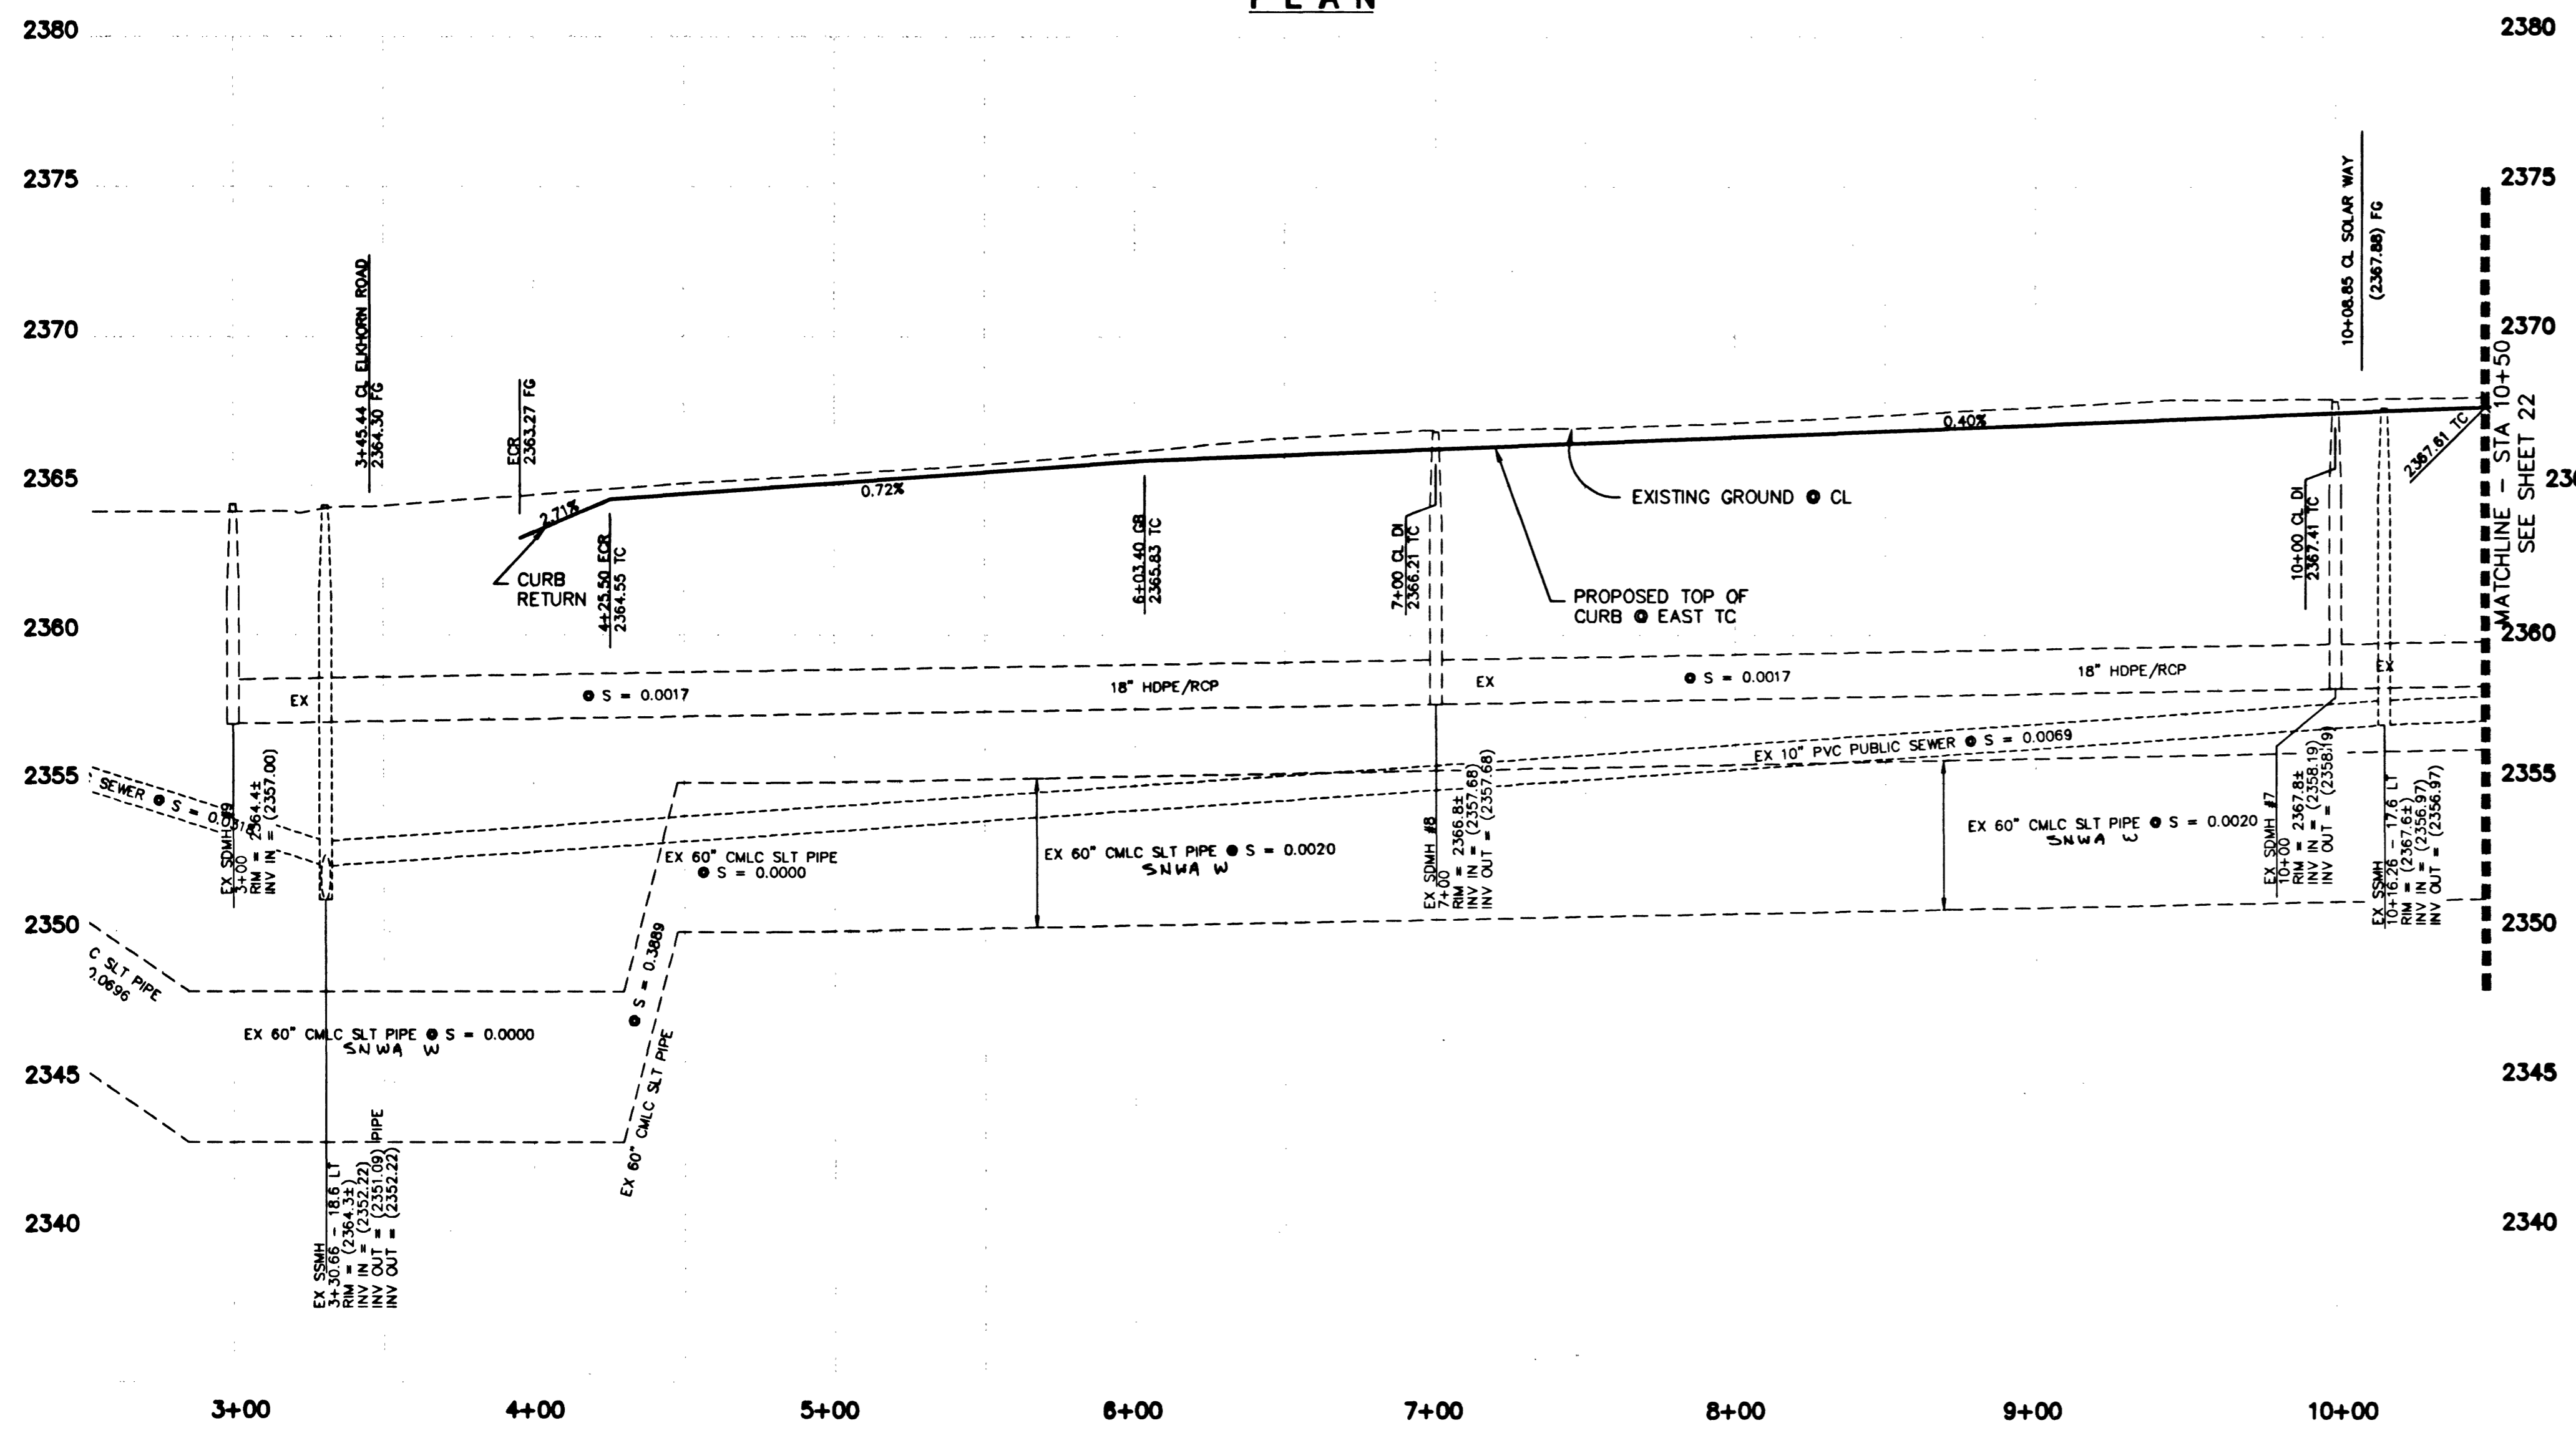 PLAN
2380
2375
2370
2365
2360
2355
2350
2345
2340
2380
2375
2370
2360
2355
2350
2345
2340
3+45.44 CL ELKHORN ROAD
2364.30 FG
ECR
2363.27 FG
2.71%
CURB
RETURN
4+25.50 ECR
2364.55 TC
0.72%
6+03.40 GB
2365.83 TC
7+00 CL DI
2366.21 TC
EXISTING GROUND @ CL
PROPOSED TOP OF
CURB @ EAST TC
0.40%
10+00 CL DI
2367.41 TC
10+08.85 CL SOLAR WAY
(2367.88) FG
2367.61 TC
MATCHLINE - STA 10+50
SEE SHEET 22
EX
@ S = 0.0017
18" HDPE/RCP
EX
@ S = 0.0017
18" HDPE/RCP
EX
SEWER @ S =
EX SDMH #9
3+00
RIM = 2364.4±
INV IN = (2357.00)
EX 10" PVC PUBLIC SEWER @ S = 0.0069
EX 60" CMLC SLT PIPE
@ S = 0.0000
EX 60" CMLC SLT PIPE @ S = 0.0020
SNWA W
EX SDMH #8
7+00
RIM = 2366.8±
INV IN = (2357.68)
INV OUT = (2357.68)
EX 60" CMLC SLT PIPE @ S = 0.0020
SNWA W
EX SDMH #7
10+00
RIM = 2367.8±
INV IN = (2358.19)
INV OUT = (2358.19)
EX SSMH
10+16.26 - 17.6 LT
RIM = (2367.6±)
INV IN = (2356.97)
INV OUT = (2356.97)
C SLT PIPE
0.0696
EX 60" CMLC SLT PIPE @ S = 0.0000
SNWA W
@ S = 0.3889
EX 60" CMLC SLT PIPE
EX SSMH
3+30.66 - 18.6 LT
RIM = (2364.3±)
INV IN = (2352.22)
INV OUT = (2351.09) PIPE
INV OUT = (2352.22)
3+00
4+00
5+00
6+00
7+00
8+00
9+00
10+00